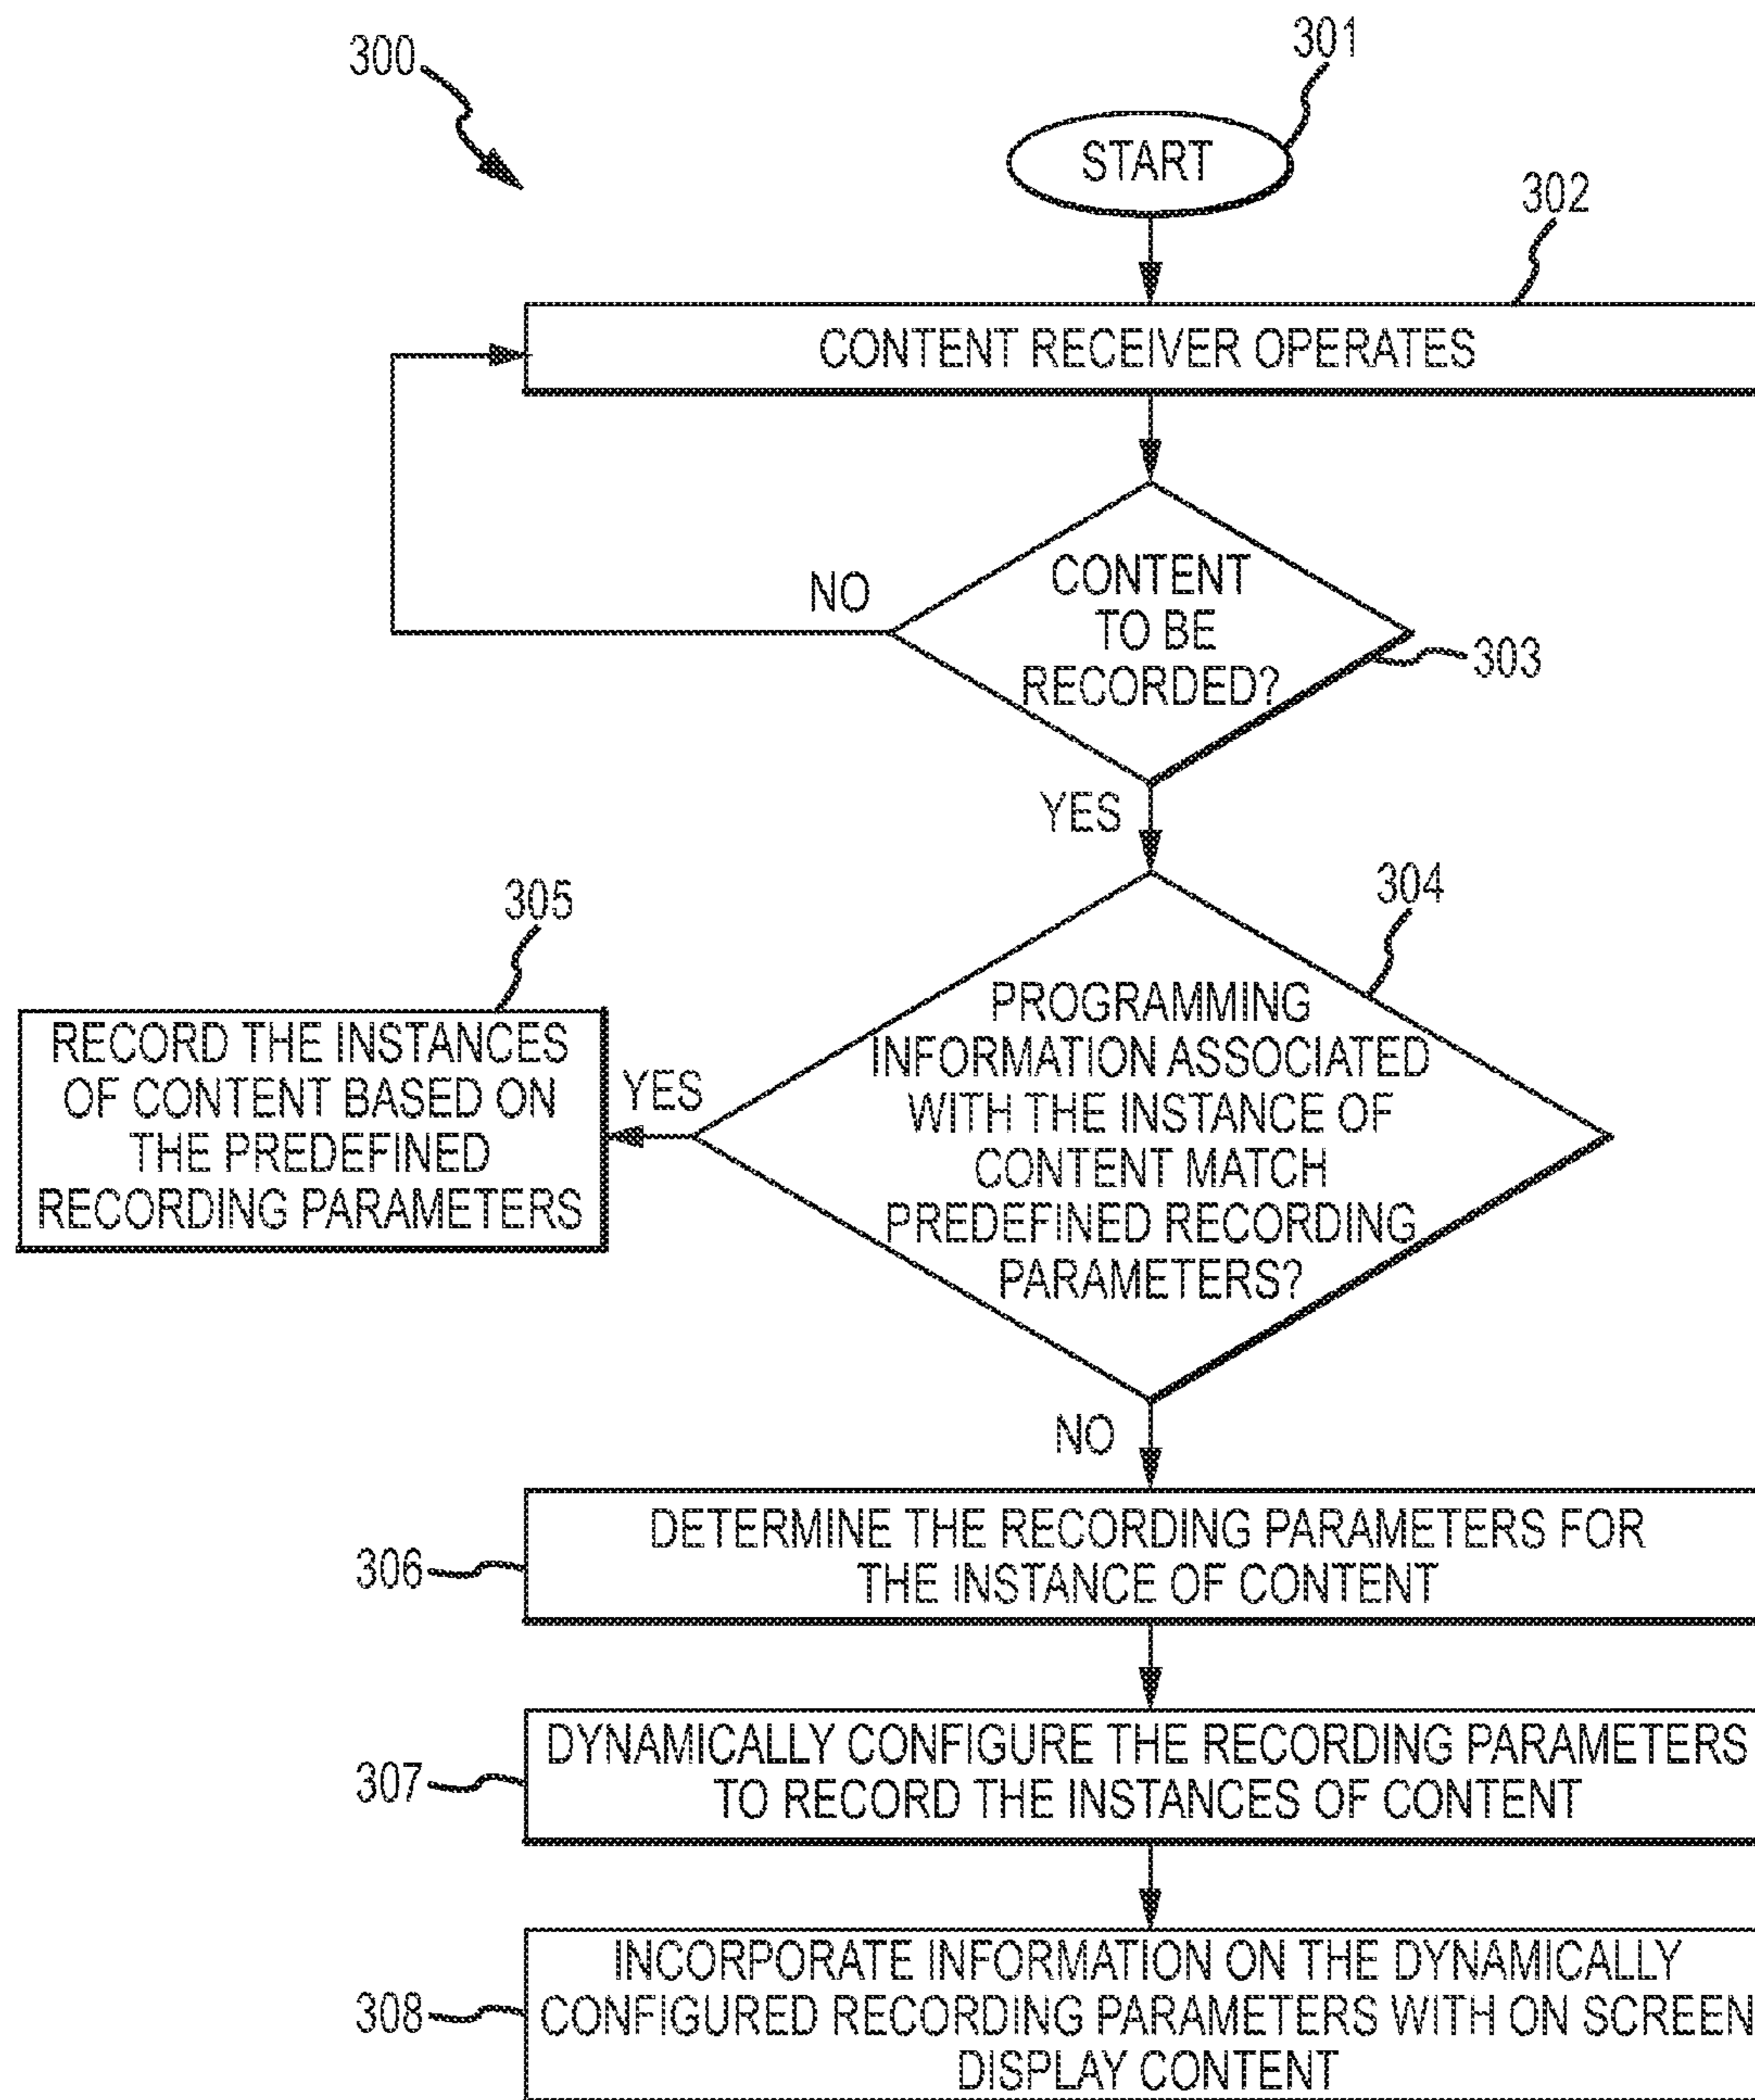 300
301
START
302
CONTENT RECEIVER OPERATES
NO
CONTENT
TO BE
RECORDED?
303
YES
305
304
RECORD THE INSTANCES
OF CONTENT BASED ON
THE PREDEFINED
RECORDING PARAMETERS
YES
PROGRAMMING
INFORMATION ASSOCIATED
WITH THE INSTANCE OF
CONTENT MATCH
PREDEFINED RECORDING
PARAMETERS?
NO
306
DETERMINE THE RECORDING PARAMETERS FOR
THE INSTANCE OF CONTENT
307
DYNAMICALLY CONFIGURE THE RECORDING PARAMETERS
TO RECORD THE INSTANCES OF CONTENT
308
INCORPORATE INFORMATION ON THE DYNAMICALLY
CONFIGURED RECORDING PARAMETERS WITH ON SCREEN
DISPLAY CONTENT